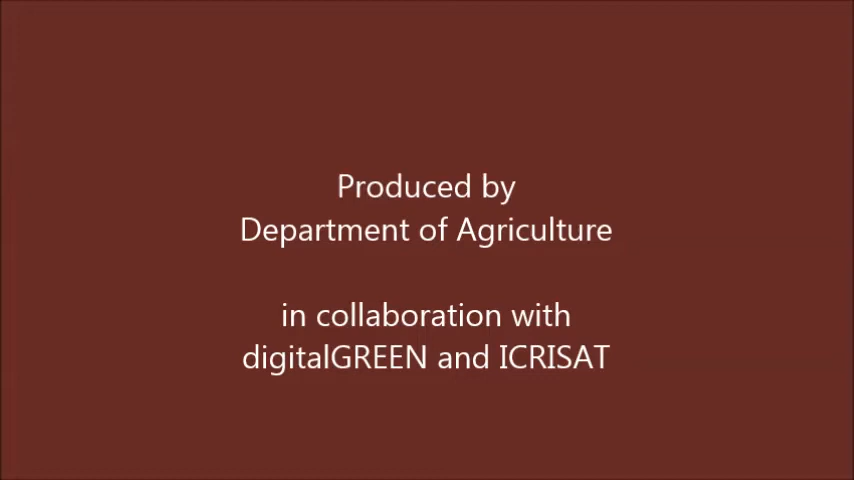 Produced by
Department of Agriculture
in collaboration with
digitalGREEN and ICRISAT